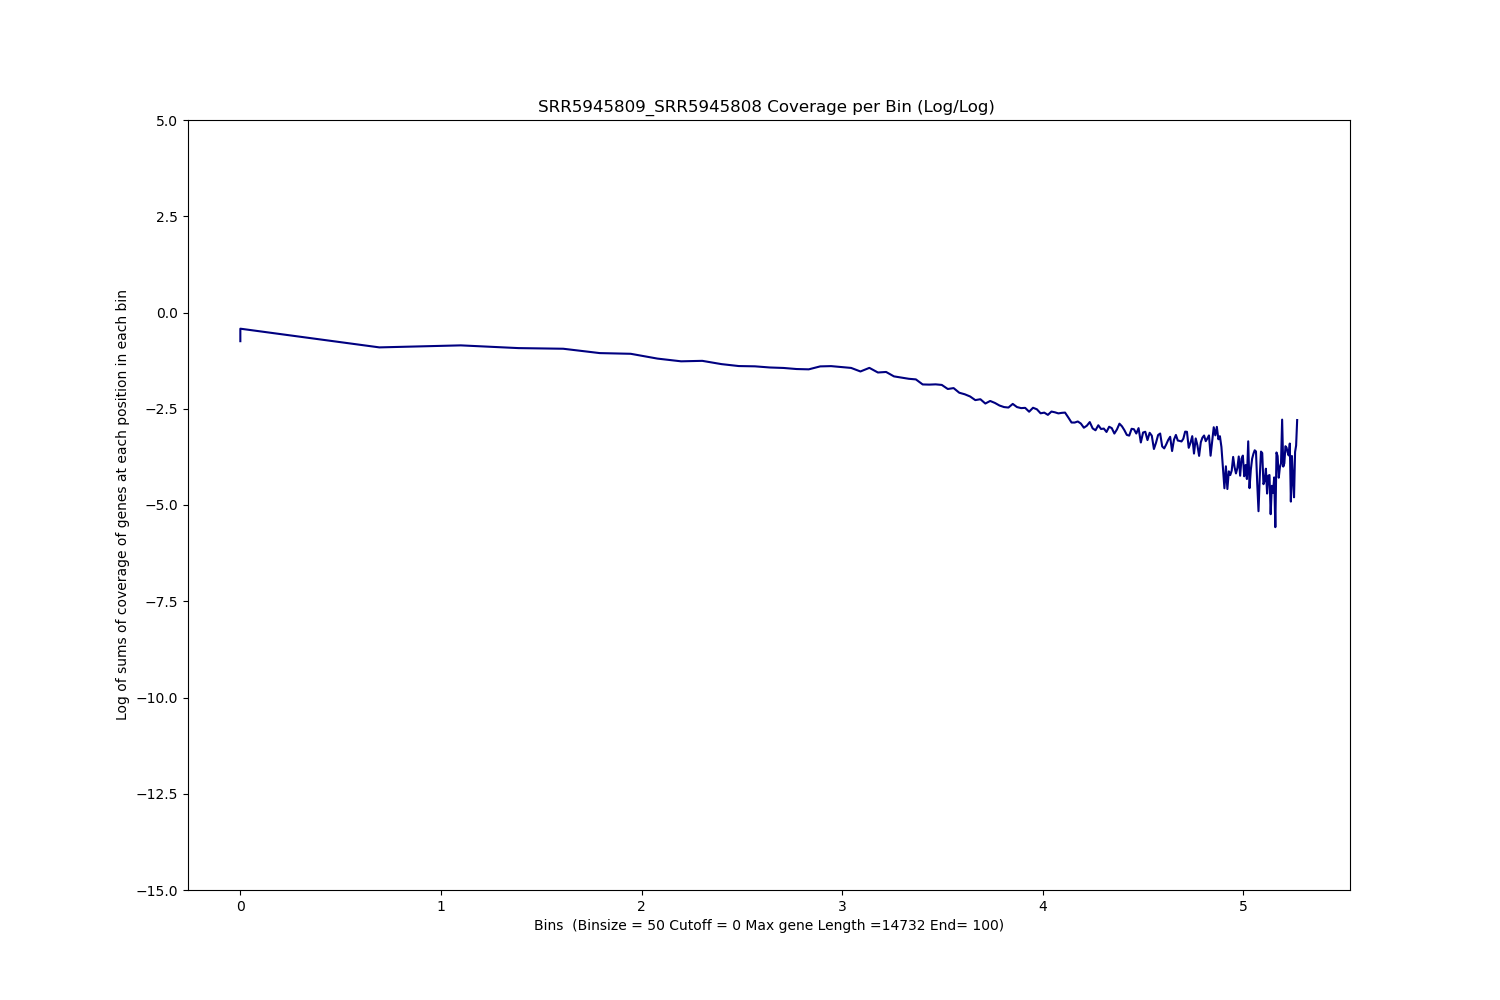 SRR5945809_SRR5945808 Coverage per Bin (Log/Log)
5.0
2.5
0.0
−2.5
−5.0
−7.5
−10.0
−12.5
−15.0
Log of sums of coverage of genes at each position in each bin
0 1 2 3 4 5
Bins  (Binsize = 50 Cutoff = 0 Max gene Length =14732 End= 100)